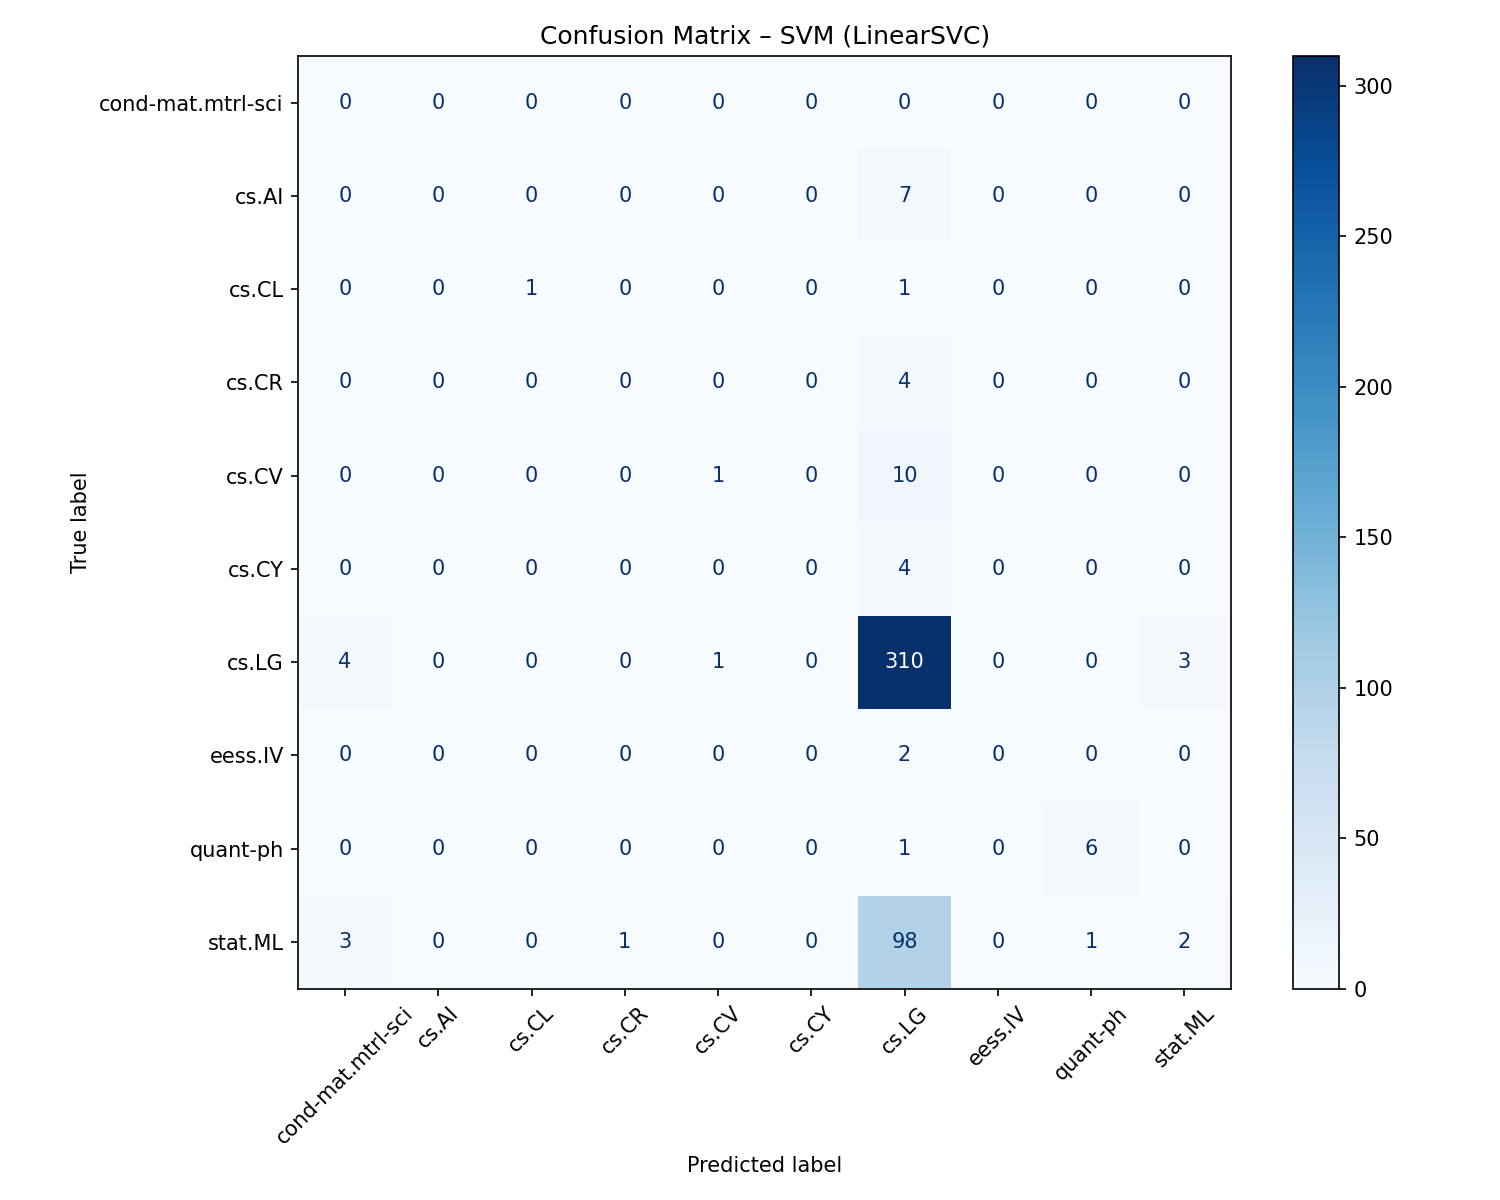 Confusion Matrix – SVM (LinearSVC)
cond-mat.mtrl-sci 0 0 0 0 0 0 0 0 0 0
cs.AI 0 0 0 0 0 0 7 0 0 0
cs.CL 0 0 1 0 0 0 1 0 0 0
cs.CR 0 0 0 0 0 0 4 0 0 0
cs.CV 0 0 0 0 1 0 10 0 0 0
cs.CY 0 0 0 0 0 0 4 0 0 0
cs.LG 4 0 0 0 1 0 310 0 0 3
eess.IV 0 0 0 0 0 0 2 0 0 0
quant-ph 0 0 0 0 0 0 1 0 6 0
stat.ML 3 0 0 1 0 0 98 0 1 2
True label
cond-mat.mtrl-sci cs.AI cs.CL cs.CR cs.CV cs.CY cs.LG eess.IV quant-ph stat.ML
Predicted label
300
250
200
150
100
50
0